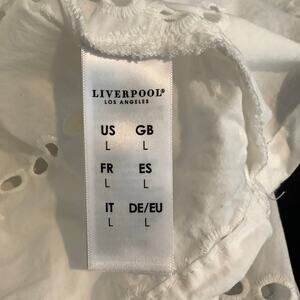 LIVERPOOL®
LOS ANGELES
US GB
L L
FR ES
L L
IT DE/EU
L L